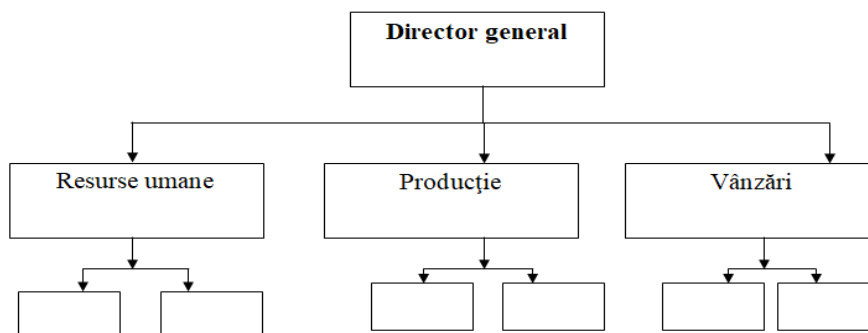 Director general
Resurse umane
Producţie
Vânzări